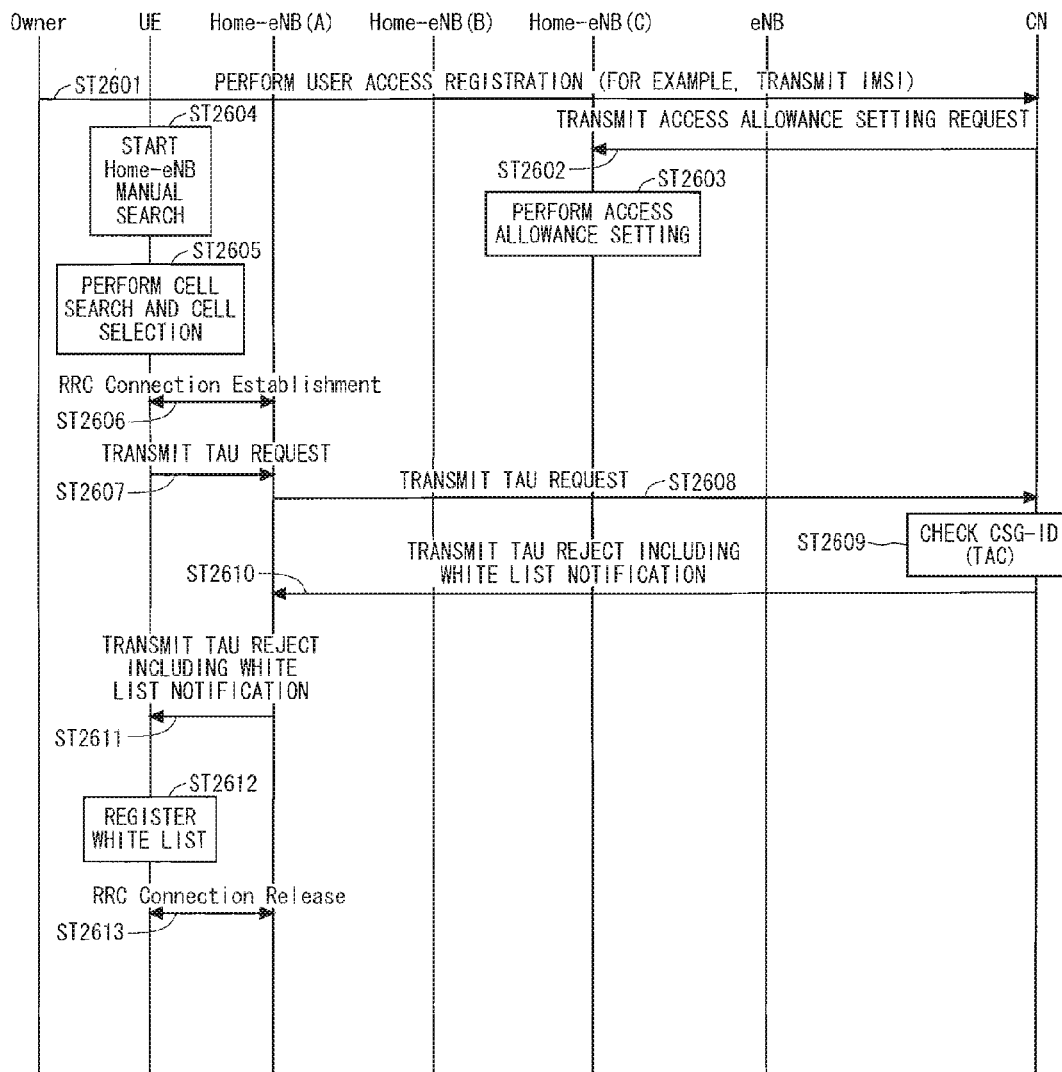 Owner UE Home-eNB(A) Home-eNB(B) Home-eNB(C) eNB CN
ST2601
PERFORM USER ACCESS REGISTRATION (FOR EXAMPLE, TRANSMIT IMSI)
ST2604
TRANSMIT ACCESS ALLOWANCE SETTING REQUEST
START
Home-eNB
MANUAL
SEARCH
ST2602
ST2603
PERFORM ACCESS
ALLOWANCE SETTING
ST2605
PERFORM CELL
SEARCH AND CELL
SELECTION
RRC Connection Establishment
ST2606
TRANSMIT TAU REQUEST
ST2607
TRANSMIT TAU REQUEST
ST2608
ST2609
CHECK CSG-ID
(TAC)
TRANSMIT TAU REJECT INCLUDING
WHITE LIST NOTIFICATION
ST2610
TRANSMIT TAU REJECT
INCLUDING WHITE
LIST NOTIFICATION
ST2611
ST2612
REGISTER
WHITE LIST
RRC Connection Release
ST2613